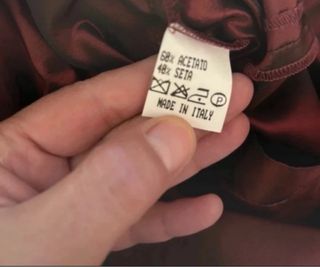 60% ACETATO
40% SETA
P
MADE IN ITALY